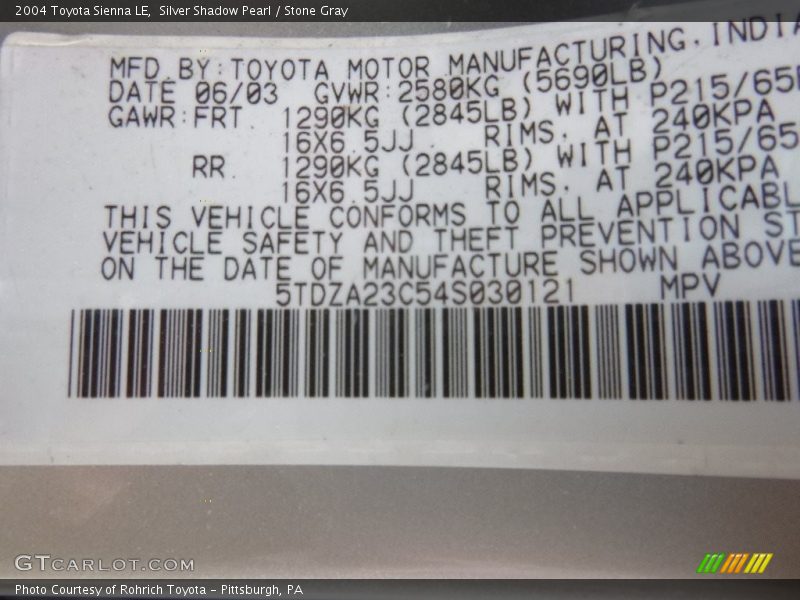 2004 Toyota Sienna LE,  Silver Shadow Pearl / Stone Gray
MFD.BY:TOYOTA MOTOR MANUFACTURING.INDIA
DATE 06/03 GVWR:2580KG (5690LB)
GAWR:FRT 1290KG (2845LB) WITH P215/65
16X6.5JJ RIMS. AT 240KPA
RR 1290KG (2845LB) WITH P215/65
16X6.5JJ RIMS. AT 240KPA
THIS VEHICLE CONFORMS TO ALL APPLICABL
VEHICLE SAFETY AND THEFT PREVENTION ST
ON THE DATE OF MANUFACTURE SHOWN ABOVE
5TDZA23C54S030121 MPV
GTCARLOT.COM
Photo Courtesy of Rohrich Toyota – Pittsburgh, PA